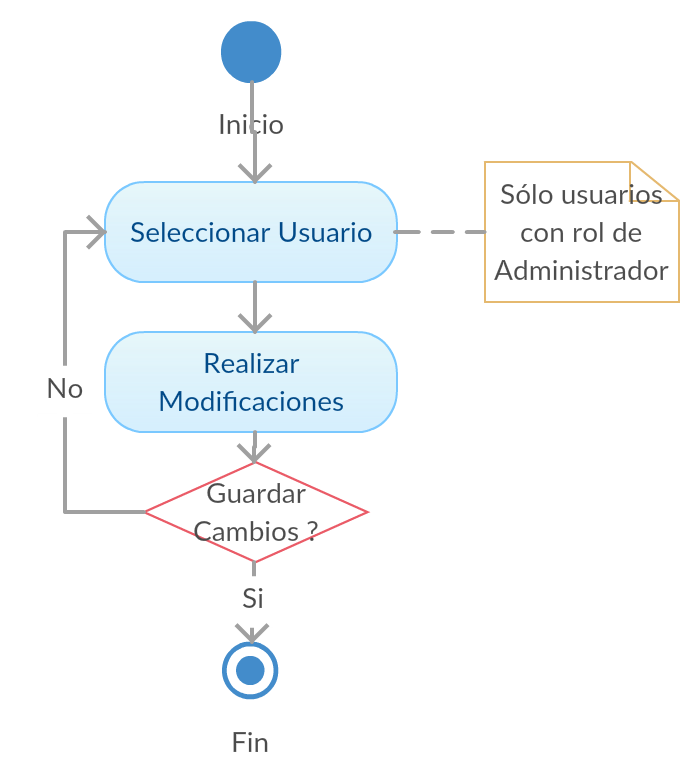 Inicio
Seleccionar Usuario
Sólo usuarios
con rol de
Administrador
Realizar
Modificaciones
No
Guardar
Cambios ?
Si
Fin